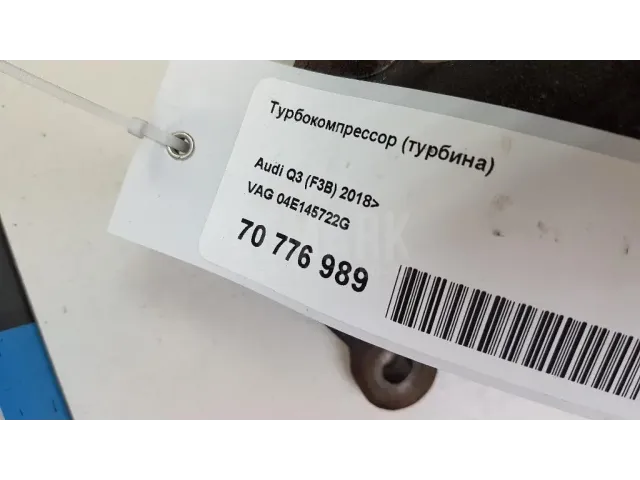 Турбокомпрессор (турбина)
Audi Q3 (F3B) 2018>
VAG 04E145722G
70 776 989